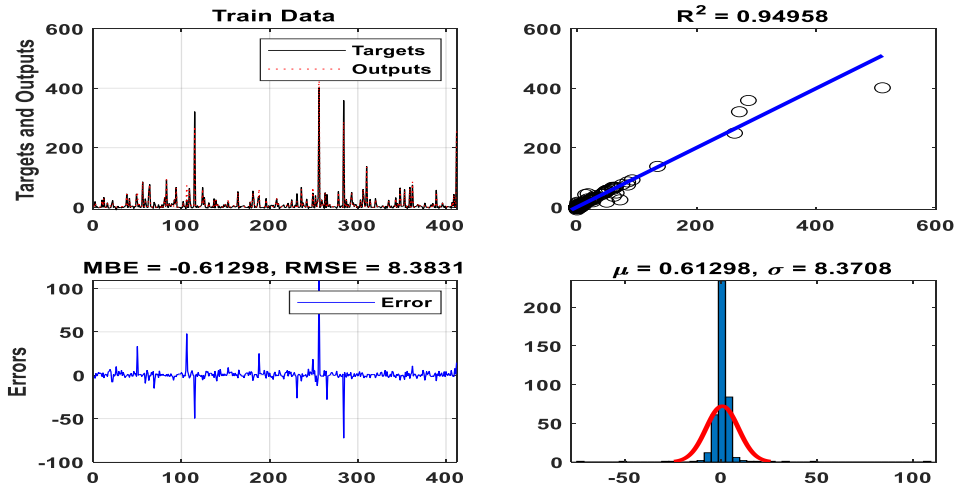 Train Data
Targets and Outputs
600
400
200
0
0 100 200 300 400
Targets
Outputs
R² = 0.94958
600
400
200
0
0 200 400 600
MBE = -0.61298, RMSE = 8.3831
Errors
100
50
0
-50
-100
0 100 200 300 400
Error
μ = 0.61298, σ = 8.3708
200
150
100
50
0
-50 0 50 100